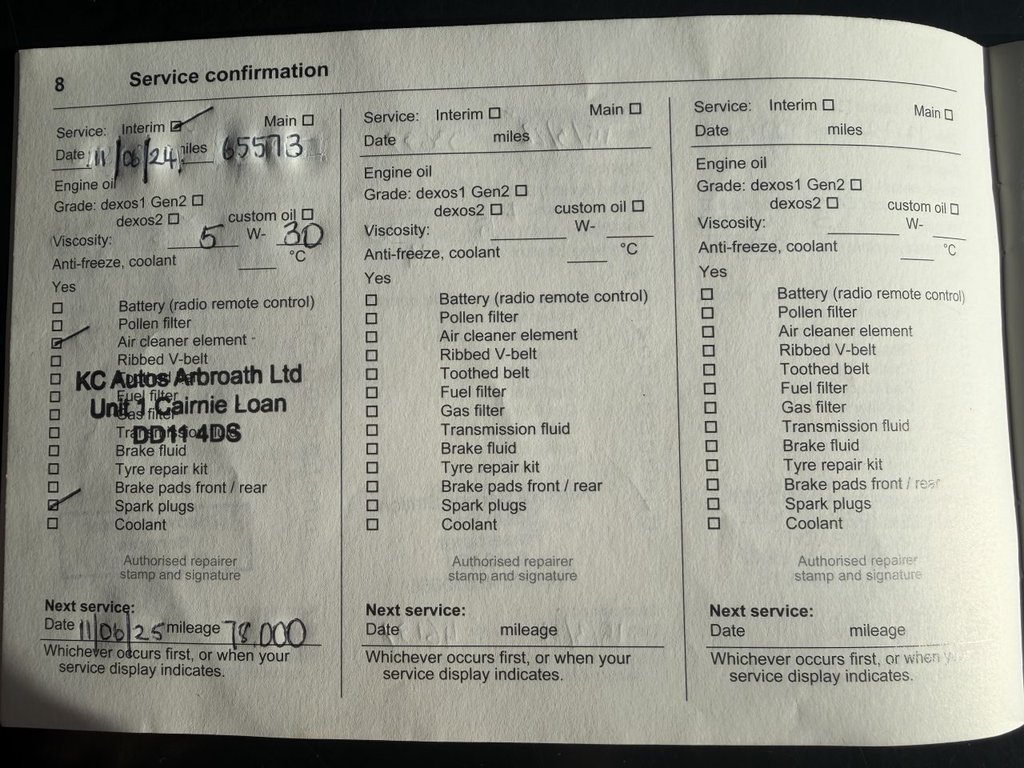 8 Service confirmation
Service: Interim ☑ Main ☐
Date 11/06/24 miles 65573
Engine oil
Grade: dexos1 Gen2 ☐
dexos2 ☐ custom oil ☐
Viscosity: 5 W- 30
Anti-freeze, coolant °C
Yes
☐ Battery (radio remote control)
☐ Pollen filter
☑ Air cleaner element
☐ Ribbed V-belt
KC Autos Arbroath Ltd
☐ Fuel filter
Unit 1 Cairnie Loan
☐ Gas filter
☐ Transmission
DD11 4DS
☐ Brake fluid
☐ Tyre repair kit
☐ Brake pads front / rear
☑ Spark plugs
☐ Coolant
Authorised repairer
stamp and signature
Next service:
Date 11/06/25 mileage 78,000
Whichever occurs first, or when your
service display indicates.
Service: Interim ☐ Main ☐
Date miles
Engine oil
Grade: dexos1 Gen2 ☐
dexos2 ☐ custom oil ☐
Viscosity: W-
Anti-freeze, coolant °C
Yes
☐ Battery (radio remote control)
☐ Pollen filter
☐ Air cleaner element
☐ Ribbed V-belt
☐ Toothed belt
☐ Fuel filter
☐ Gas filter
☐ Transmission fluid
☐ Brake fluid
☐ Tyre repair kit
☐ Brake pads front / rear
☐ Spark plugs
☐ Coolant
Authorised repairer
stamp and signature
Next service:
Date mileage
Whichever occurs first, or when your
service display indicates.
Service: Interim ☐ Main ☐
Date miles
Engine oil
Grade: dexos1 Gen2 ☐
dexos2 ☐ custom oil ☐
Viscosity: W-
Anti-freeze, coolant °C
Yes
☐ Battery (radio remote control)
☐ Pollen filter
☐ Air cleaner element
☐ Ribbed V-belt
☐ Toothed belt
☐ Fuel filter
☐ Gas filter
☐ Transmission fluid
☐ Brake fluid
☐ Tyre repair kit
☐ Brake pads front / rear
☐ Spark plugs
☐ Coolant
Authorised repairer
stamp and signature
Next service:
Date mileage
Whichever occurs first, or when your
service display indicates.